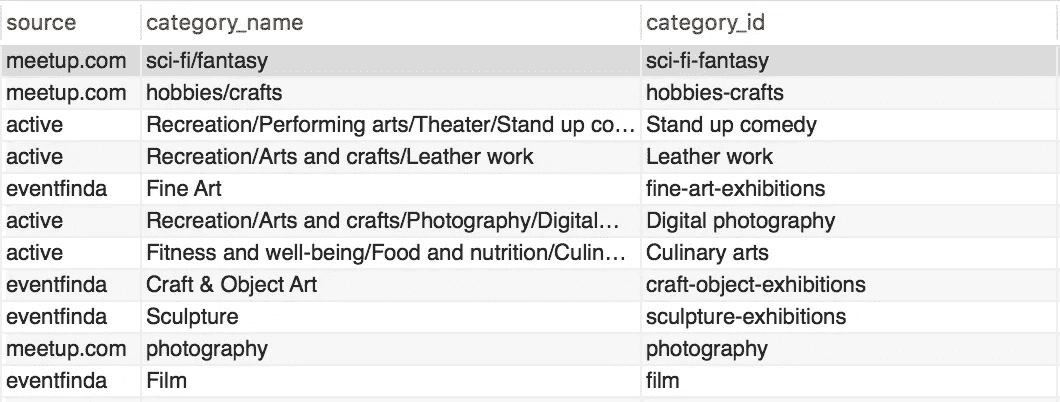 source category_name category_id
meetup.com sci-fi/fantasy sci-fi-fantasy
meetup.com hobbies/crafts hobbies-crafts
active Recreation/Performing arts/Theater/Stand up co... Stand up comedy
active Recreation/Arts and crafts/Leather work Leather work
eventfinda Fine Art fine-art-exhibitions
active Recreation/Arts and crafts/Photography/Digital... Digital photography
active Fitness and well-being/Food and nutrition/Culin... Culinary arts
eventfinda Craft & Object Art craft-object-exhibitions
eventfinda Sculpture sculpture-exhibitions
meetup.com photography photography
eventfinda Film film